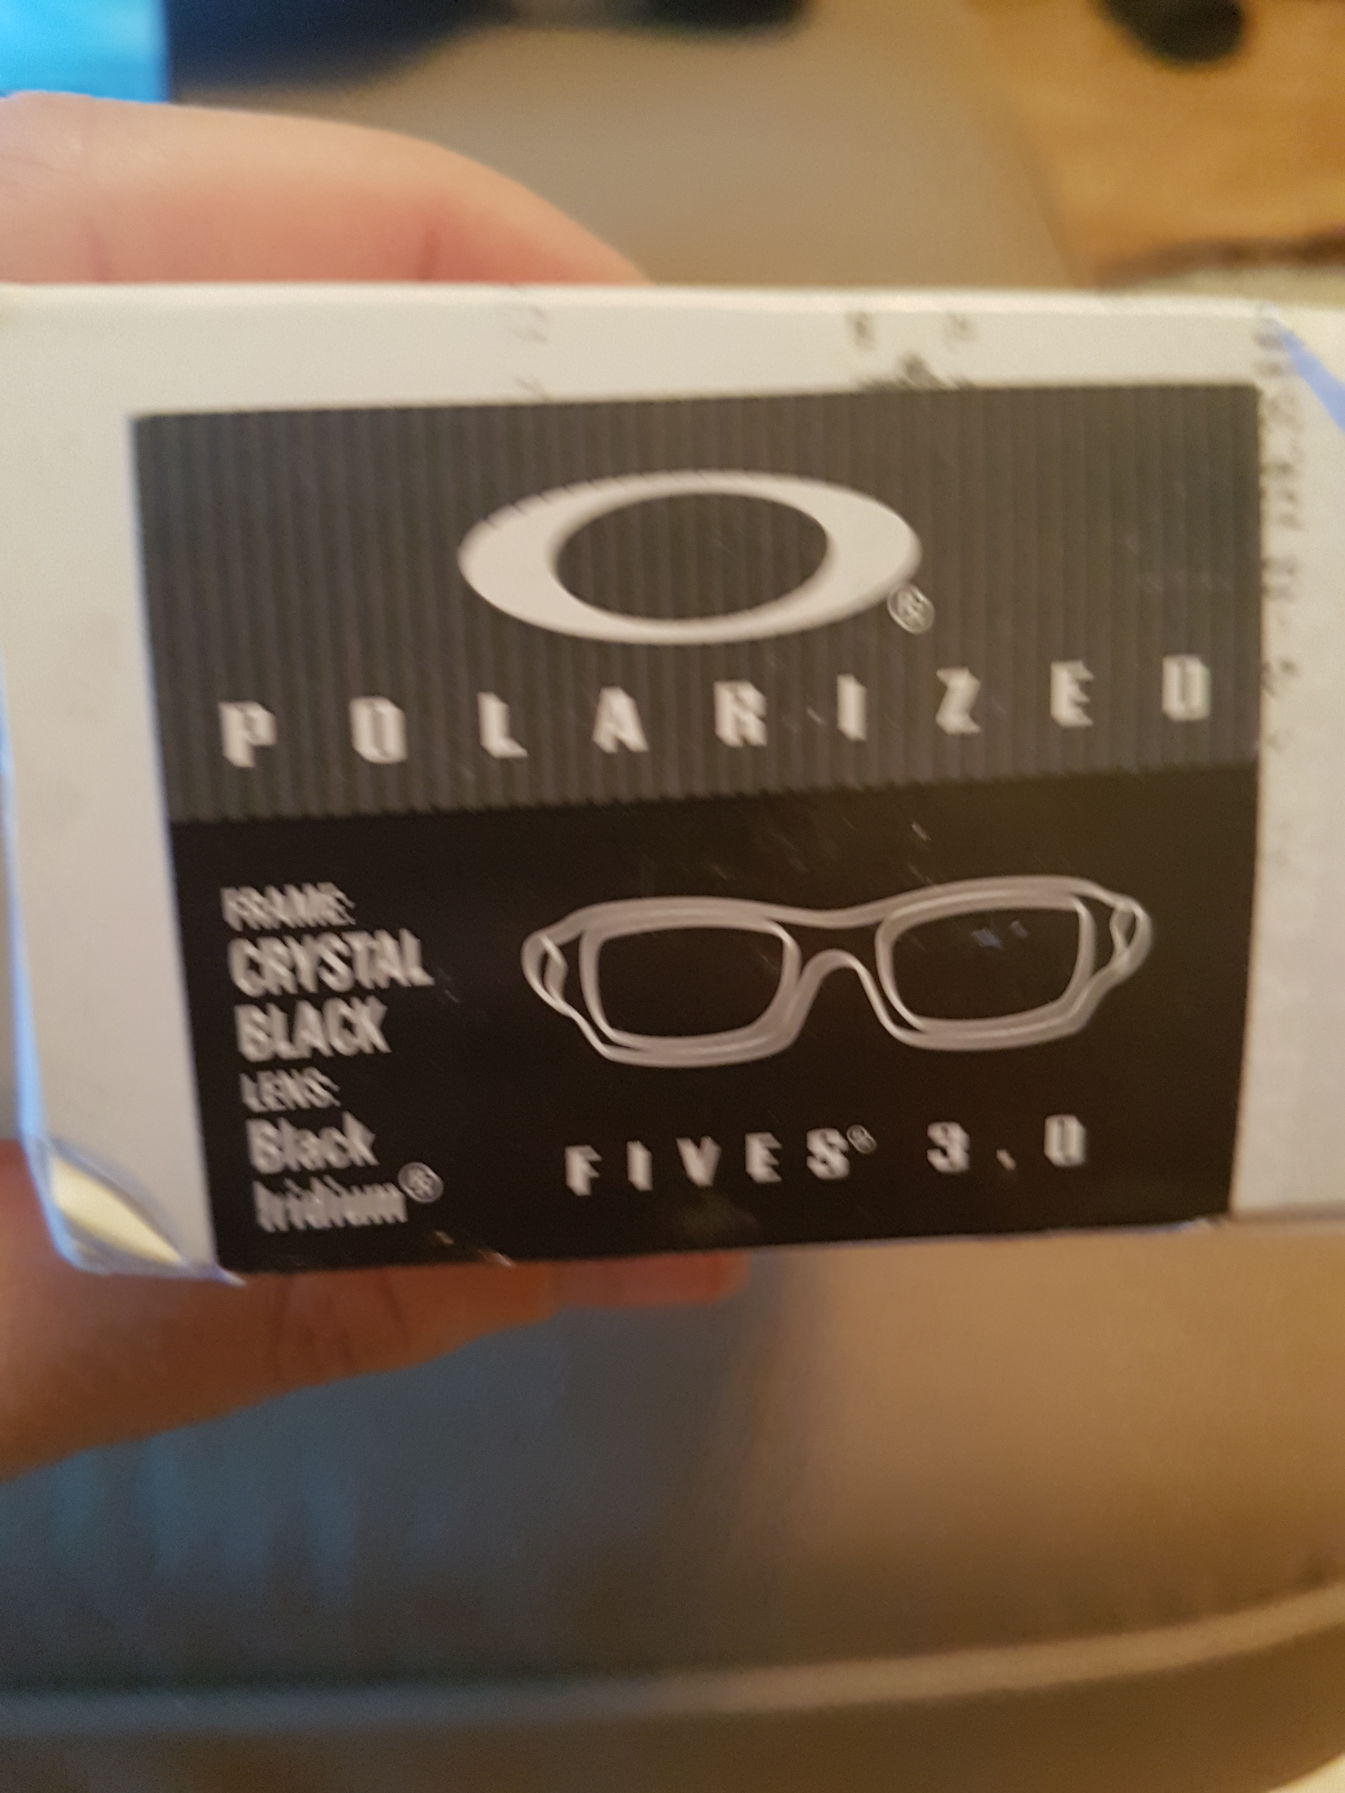 ®
POLARIZED
FRAME:
CRYSTAL
BLACK
LENS:
Black
Iridium®
FIVES® 3.0